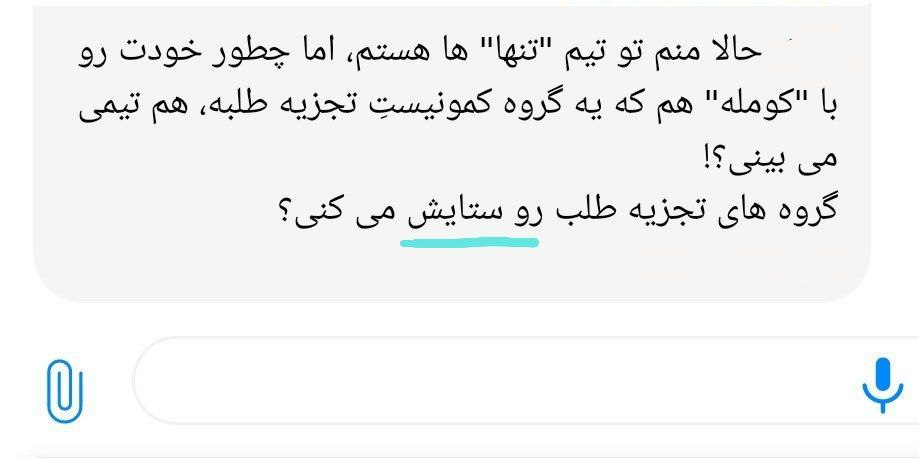 حالا منم تو تیم "تنها" ها هستم، اما چطور خودت رو
با "کومله" هم که یه گروه کمونیستِ تجزیه طلبه، هم تیمی
می بینی؟!
گروه های تجزیه طلب رو ستایش می کنی؟